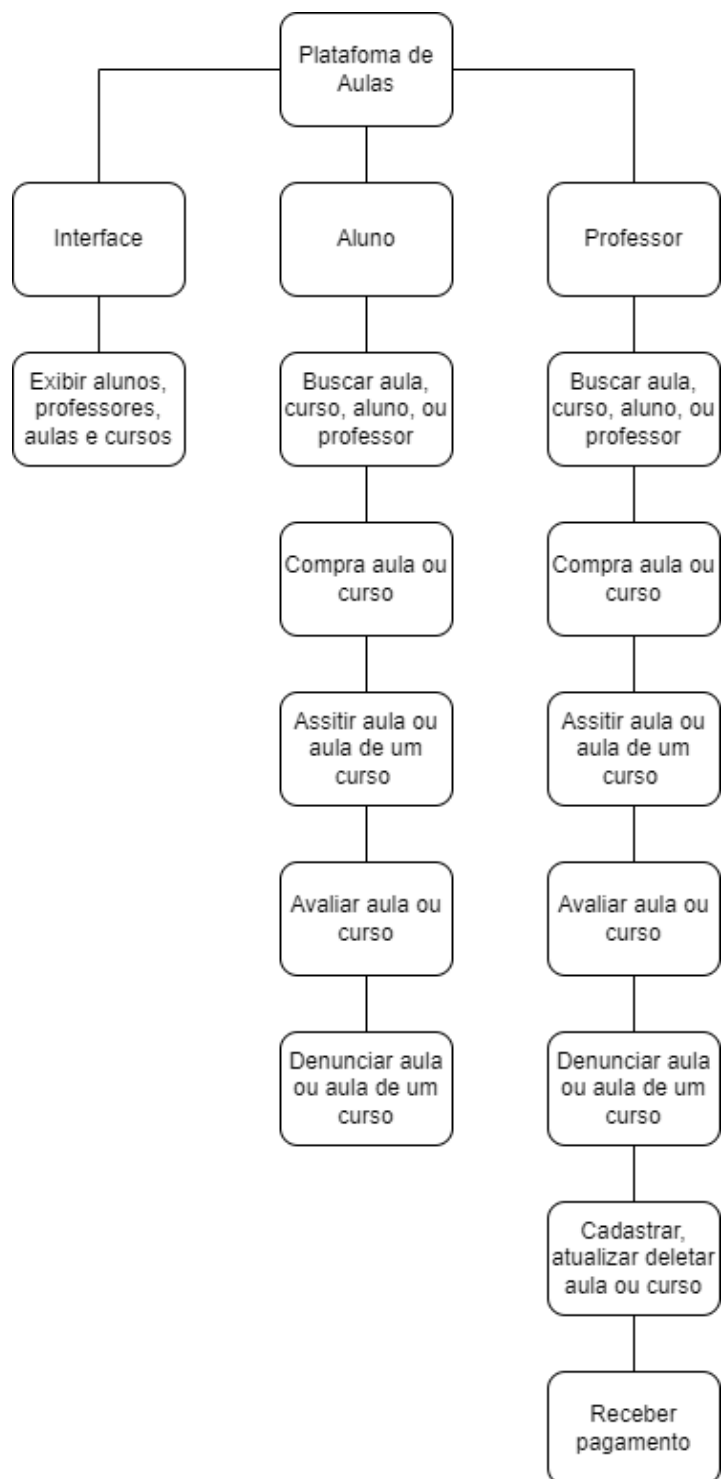 Platafoma de
Aulas
Interface
Aluno
Professor
Exibir alunos,
professores,
aulas e cursos
Buscar aula,
curso, aluno, ou
professor
Buscar aula,
curso, aluno, ou
professor
Compra aula ou
curso
Compra aula ou
curso
Assitir aula ou
aula de um
curso
Assitir aula ou
aula de um
curso
Avaliar aula ou
curso
Avaliar aula ou
curso
Denunciar aula
ou aula de um
curso
Denunciar aula
ou aula de um
curso
Cadastrar,
atualizar deletar
aula ou curso
Receber
pagamento